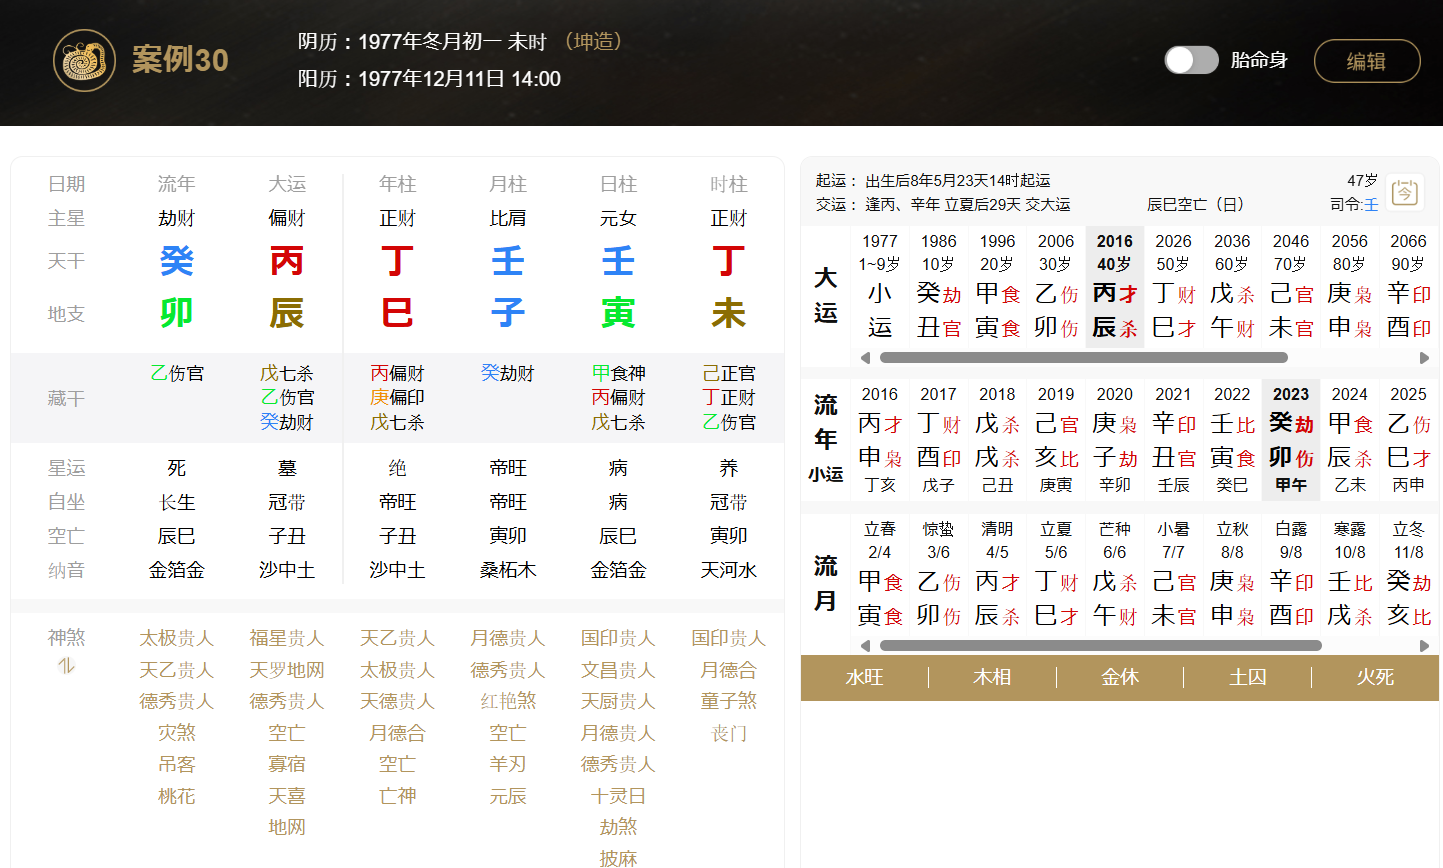 案例30
阴历：1977年冬月初一 未时 （坤造）
阳历：1977年12月11日 14:00
胎命身
编辑
日期 流年 大运 年柱 月柱 日柱 时柱
主星 劫财 偏财 正财 比肩 元女 正财
天干 癸 丙 丁 壬 壬 丁
地支 卯 辰 巳 子 寅 未
乙伤官 戊七杀 丙偏财 癸劫财 甲食神 己正官
藏干 乙伤官 庚偏印 丙偏财 丁正财
癸劫财 戊七杀 戊七杀 乙伤官
星运 死 墓 绝 帝旺 病 养
自坐 长生 冠带 帝旺 帝旺 病 冠带
空亡 辰巳 子丑 子丑 寅卯 辰巳 寅卯
纳音 金箔金 沙中土 沙中土 桑柘木 金箔金 天河水
神煞 太极贵人 福星贵人 天乙贵人 月德贵人 国印贵人 国印贵人
天乙贵人 天罗地网 太极贵人 德秀贵人 文昌贵人 月德合
德秀贵人 德秀贵人 天德贵人 红艳煞 天厨贵人 童子煞
灾煞 空亡 月德合 空亡 月德贵人 丧门
吊客 寡宿 空亡 羊刃 德秀贵人
桃花 天喜 亡神 元辰 十灵日
地网 劫煞
披麻
起运： 出生后8年5月23天14时起运 47岁
交运： 逢丙、辛年 立夏后29天 交大运 辰巳空亡（日） 司令:壬
今
大运
1977 1986 1996 2006 2016 2026 2036 2046 2056 2066
1~9岁 10岁 20岁 30岁 40岁 50岁 60岁 70岁 80岁 90岁
小 癸劫 甲食 乙伤 丙才 丁财 戊杀 己官 庚枭 辛印
运 丑官 寅食 卯伤 辰杀 巳才 午财 未官 申枭 酉印
流年
小运
2016 2017 2018 2019 2020 2021 2022 2023 2024 2025
丙才 丁财 戊杀 己官 庚枭 辛印 壬比 癸劫 甲食 乙伤
申枭 酉印 戌杀 亥比 子劫 丑官 寅食 卯伤 辰杀 巳才
丁亥 戊子 己丑 庚寅 辛卯 壬辰 癸巳 甲午 乙未 丙申
流月
立春 惊蛰 清明 立夏 芒种 小暑 立秋 白露 寒露 立冬
2/4 3/6 4/5 5/6 6/6 7/7 8/8 9/8 10/8 11/8
甲食 乙伤 丙才 丁财 戊杀 己官 庚枭 辛印 壬比 癸劫
寅食 卯伤 辰杀 巳才 午财 未官 申枭 酉印 戌杀 亥比
水旺 木相 金休 土囚 火死